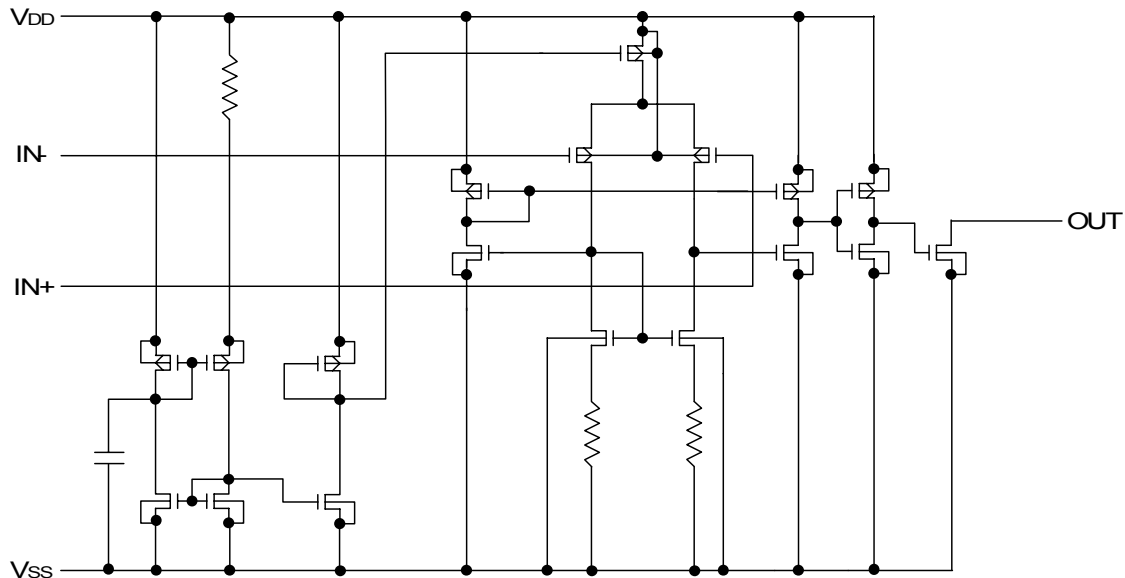 VDD
IN-
OUT
IN+
VSS